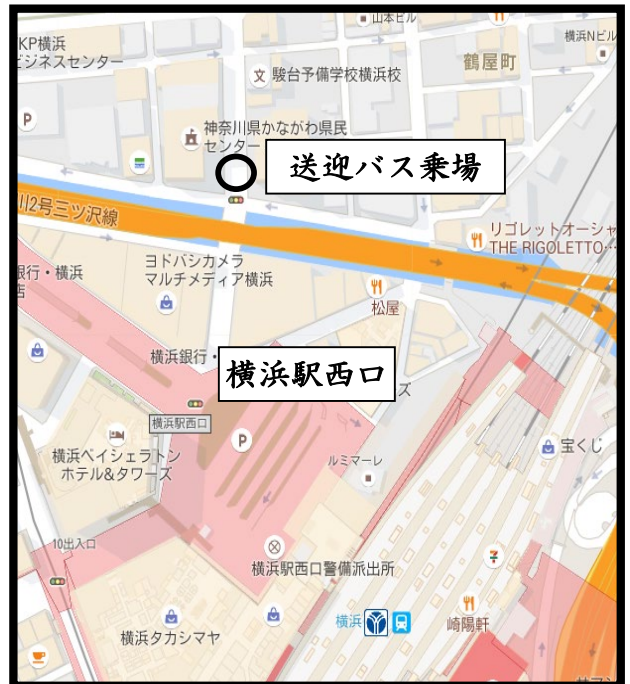 山本ビル
KP横浜
ビジネスセンター
横浜Nビル
鶴屋町
駿台予備学校横浜校
P
神奈川県かながわ県民
センター
送迎バス乗場
川2号三ツ沢線
リゴレットオーシャ
THE RIGOLETTO…
ヨドバシカメラ
マルチメディア横浜
銀行・横浜
店
松屋
横浜銀行・
横浜駅西口
ズ
横浜駅西口
P
横浜ベイシェラトン
ホテル&タワーズ
ルミマーレ
宝くじ
10出入口
横浜駅西口警備派出所
横浜
崎陽軒
横浜タカシマヤ